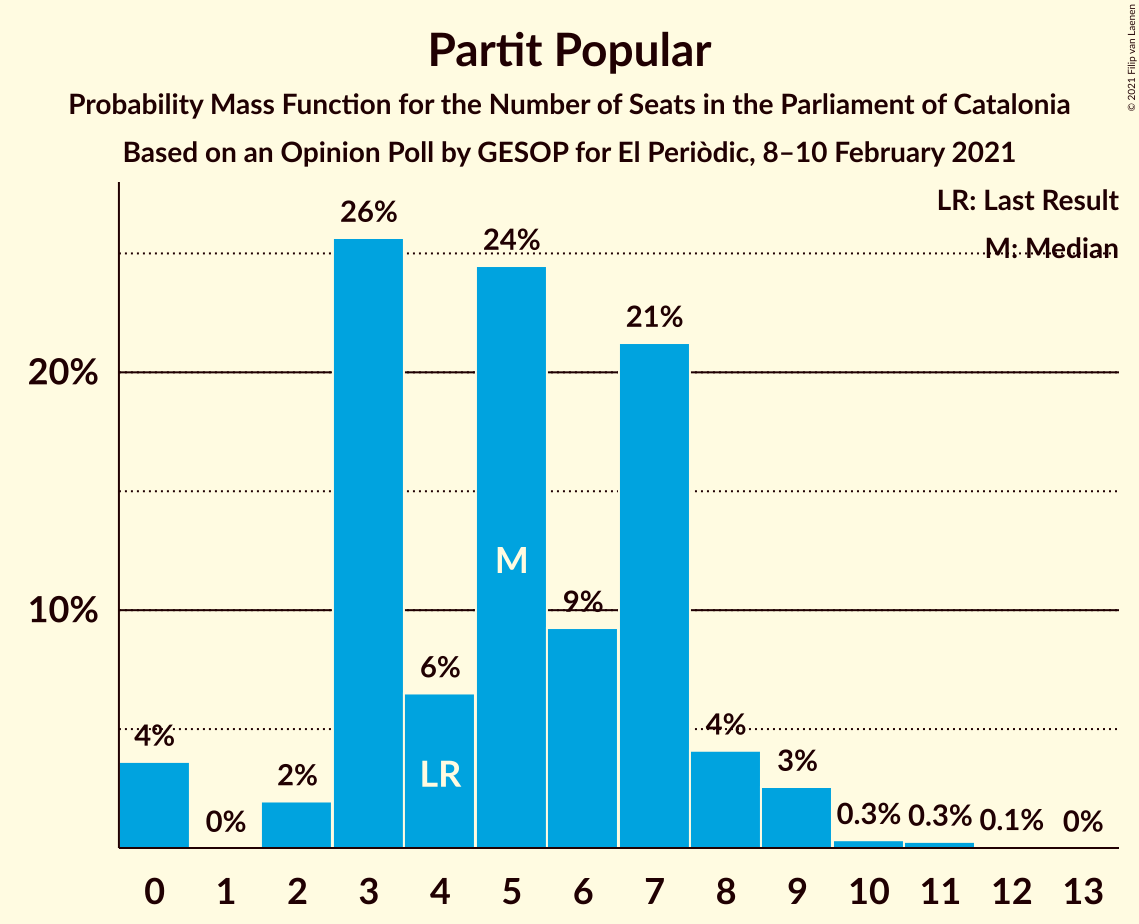 Partit Popular
Probability Mass Function for the Number of Seats in the Parliament of Catalonia
Based on an Opinion Poll by GESOP for El Periòdic, 8–10 February 2021
© 2021 Filip van Laenen
LR: Last Result
M: Median
26%
24%
21%
20%
M
10%
9%
6%
4%
4%
LR
2%
3%
0%
0.3%
0.3%
0.1%
0%
0 1 2 3 4 5 6 7 8 9 10 11 12 13